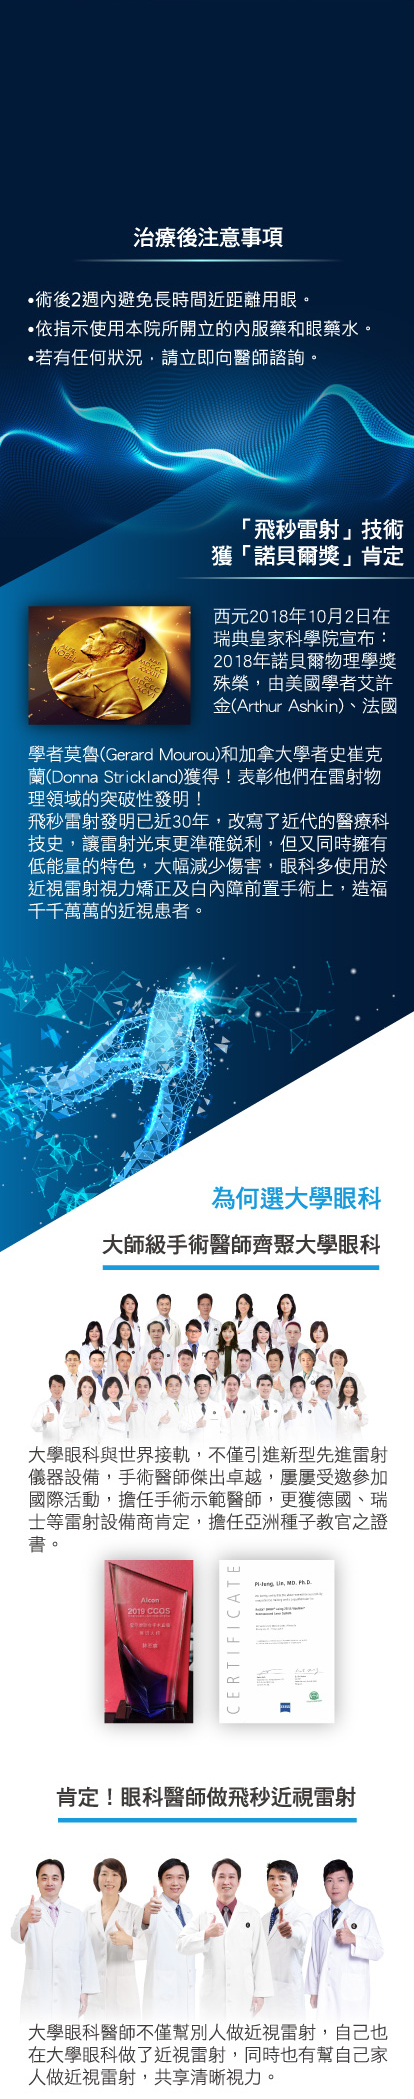 治療後注意事項
•術後2週內避免長時間近距離用眼。
•依指示使用本院所開立的內服藥和眼藥水。
•若有任何狀況，請立即向醫師諮詢。
「飛秒雷射」技術
獲「諾貝爾獎」肯定
西元2018年10月2日在
瑞典皇家科學院宣布：
2018年諾貝爾物理學獎
殊榮，由美國學者艾許
金(Arthur Ashkin)、法國
學者莫魯(Gerard Mourou)和加拿大學者史崔克
蘭(Donna Strickland)獲得！表彰他們在雷射物
理領域的突破性發明！
飛秒雷射發明已近30年，改寫了近代的醫療科
技史，讓雷射光束更準確銳利，但又同時擁有
低能量的特色，大幅減少傷害，眼科多使用於
近視雷射視力矯正及白內障前置手術上，造福
千千萬萬的近視患者。
為何選大學眼科
大師級手術醫師齊聚大學眼科
大學眼科與世界接軌，不僅引進新型先進雷射
儀器設備，手術醫師傑出卓越，屢屢受邀參加
國際活動，擔任手術示範醫師，更獲德國、瑞
士等雷射設備商肯定，擔任亞洲種子教官之證
書。
Alcon
2019 CCOS
CERTIFICATE
Pi-Jung, Lin, MD. Ph.D.
肯定！眼科醫師做飛秒近視雷射
大學眼科醫師不僅幫別人做近視雷射，自己也
在大學眼科做了近視雷射，同時也有幫自己家
人做近視雷射，共享清晰視力。